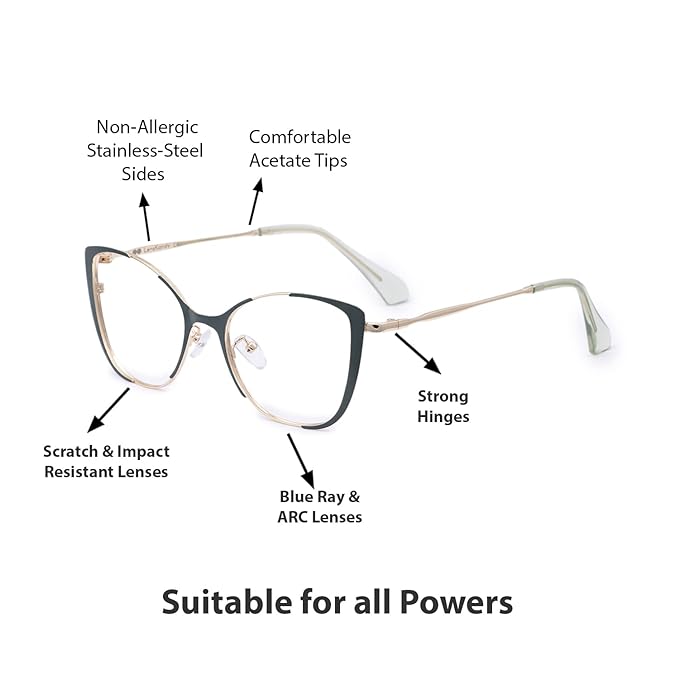 Non-Allergic
Stainless-Steel
Sides
Comfortable
Acetate Tips
Strong
Hinges
Scratch & Impact
Resistant Lenses
Blue Ray &
ARC Lenses
Suitable for all Powers